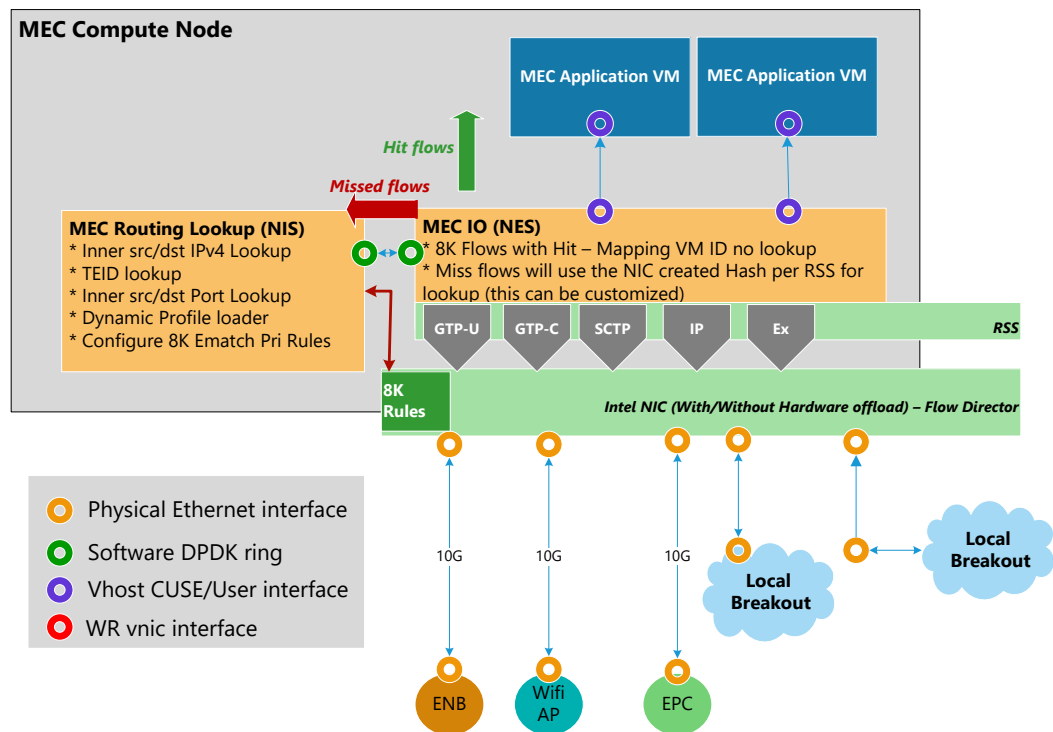 MEC Compute Node
MEC Application VM
MEC Application VM
Hit flows
Missed flows
MEC Routing Lookup (NIS)
* Inner src/dst IPv4 Lookup
* TEID lookup
* Inner src/dst Port Lookup
* Dynamic Profile loader
* Configure 8K Ematch Pri Rules
MEC IO (NES)
* 8K Flows with Hit – Mapping VM ID no lookup
* Miss flows will use the NIC created Hash per RSS for
lookup (this can be customized)
GTP-U
GTP-C
SCTP
IP
Ex
RSS
8K
Rules
Intel NIC (With/Without Hardware offload) – Flow Director
Physical Ethernet interface
Software DPDK ring
Vhost CUSE/User interface
WR vnic interface
10G
10G
10G
Local
Breakout
Local
Breakout
ENB
Wifi
AP
EPC